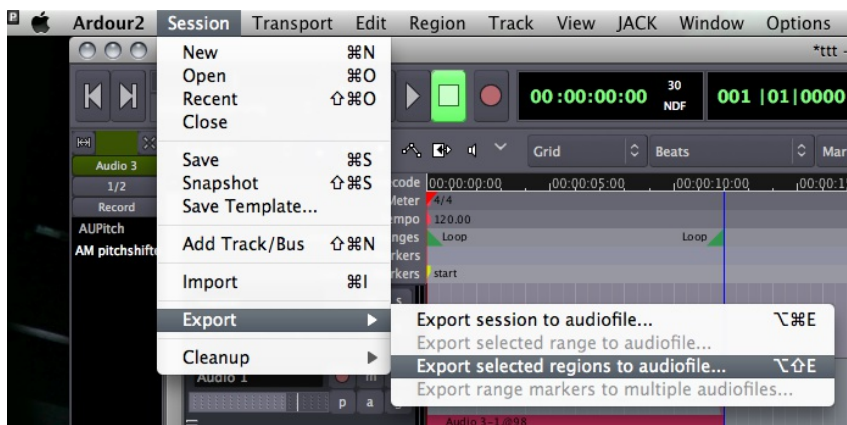 Ardour2 Session Transport Edit Region Track View JACK Window Options
*ttt -
New ⌘N
Open ⌘O
Recent ⇧⌘O
Close
Save ⌘S
Snapshot ⇧⌘S
Save Template...
Add Track/Bus ⇧⌘N
Import ⌘I
Export
Cleanup
Export session to audiofile... ⌥⌘E
Export selected range to audiofile...
Export selected regions to audiofile... ⌥⇧E
Export range markers to multiple audiofiles...
00:00:00:00 30 NDF 001|01|0000
Grid Beats Mar
Audio 3
1/2
Record
AUPitch
AM pitchshifte
code 00:00:00:00 00:00:05:00 00:00:10:00 00:00:1
Meter 4/4
empo 120.00
nges Loop Loop
rkers
rkers start
s
Audio 1 m
p a
Audio 3-1.@98